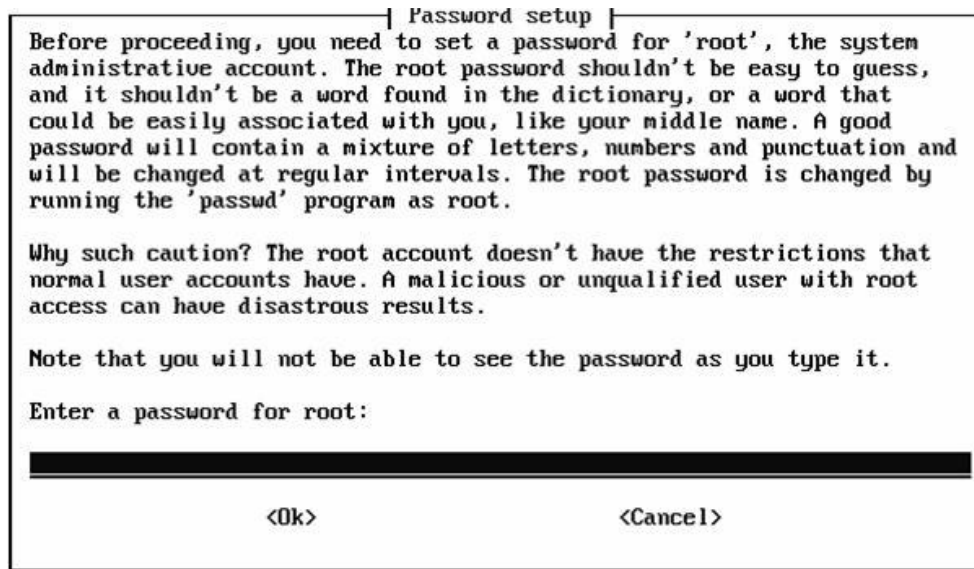 Password setup
Before proceeding, you need to set a password for 'root', the system
administrative account. The root password shouldn't be easy to guess,
and it shouldn't be a word found in the dictionary, or a word that
could be easily associated with you, like your middle name. A good
password will contain a mixture of letters, numbers and punctuation and
will be changed at regular intervals. The root password is changed by
running the 'passwd' program as root.
Why such caution? The root account doesn't have the restrictions that
normal user accounts have. A malicious or unqualified user with root
access can have disastrous results.
Note that you will not be able to see the password as you type it.
Enter a password for root:
<Ok> <Cancel>